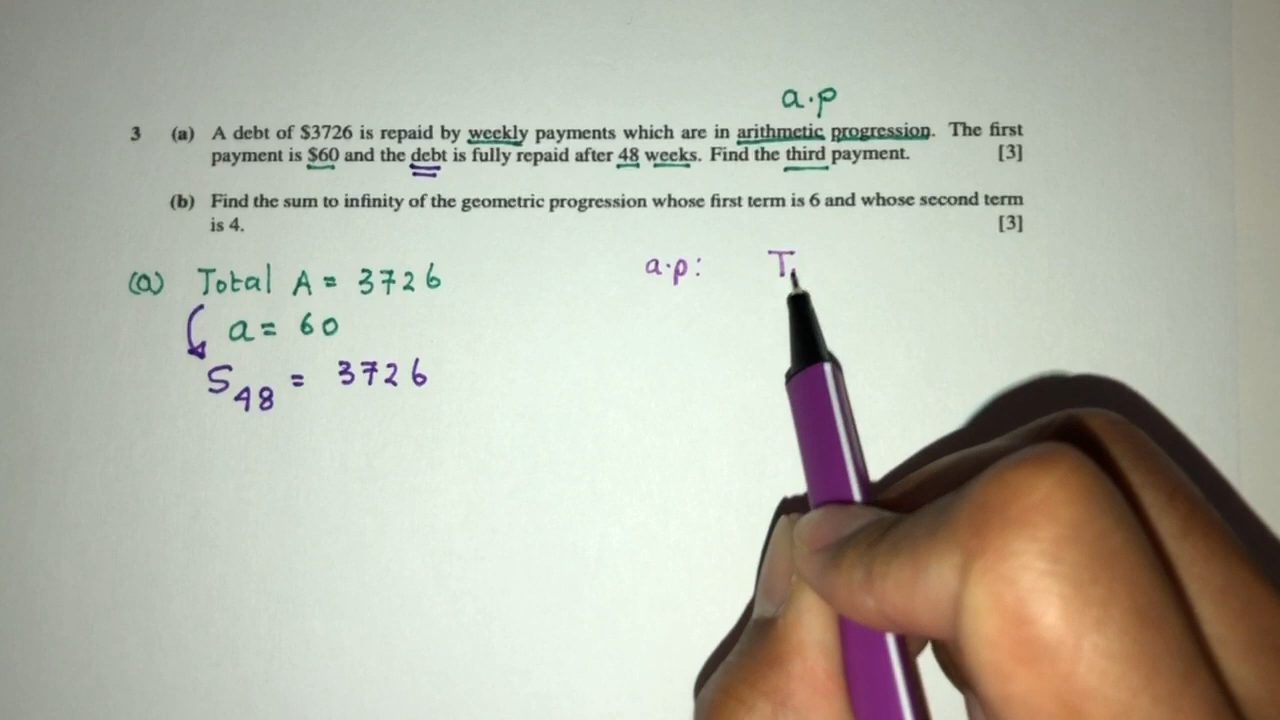 a.p
3 (a) A debt of $3726 is repaid by weekly payments which are in arithmetic progression. The first
payment is $60 and the debt is fully repaid after 48 weeks. Find the third payment. [3]
(b) Find the sum to infinity of the geometric progression whose first term is 6 and whose second term
is 4. [3]
(a) Total A = 3726
a.p: T
a = 60
S48 = 3726